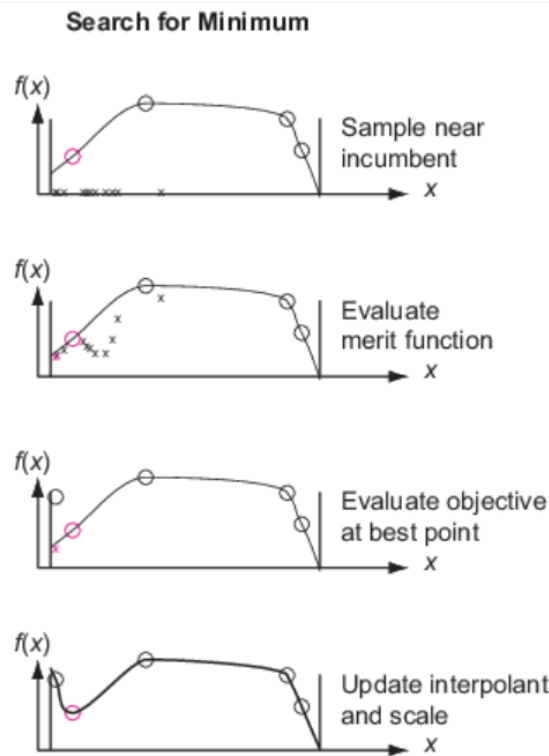 Search for Minimum
f(x)
Sample near
incumbent
x
f(x)
Evaluate
merit function
x
f(x)
Evaluate objective
at best point
x
f(x)
Update interpolant
and scale
x